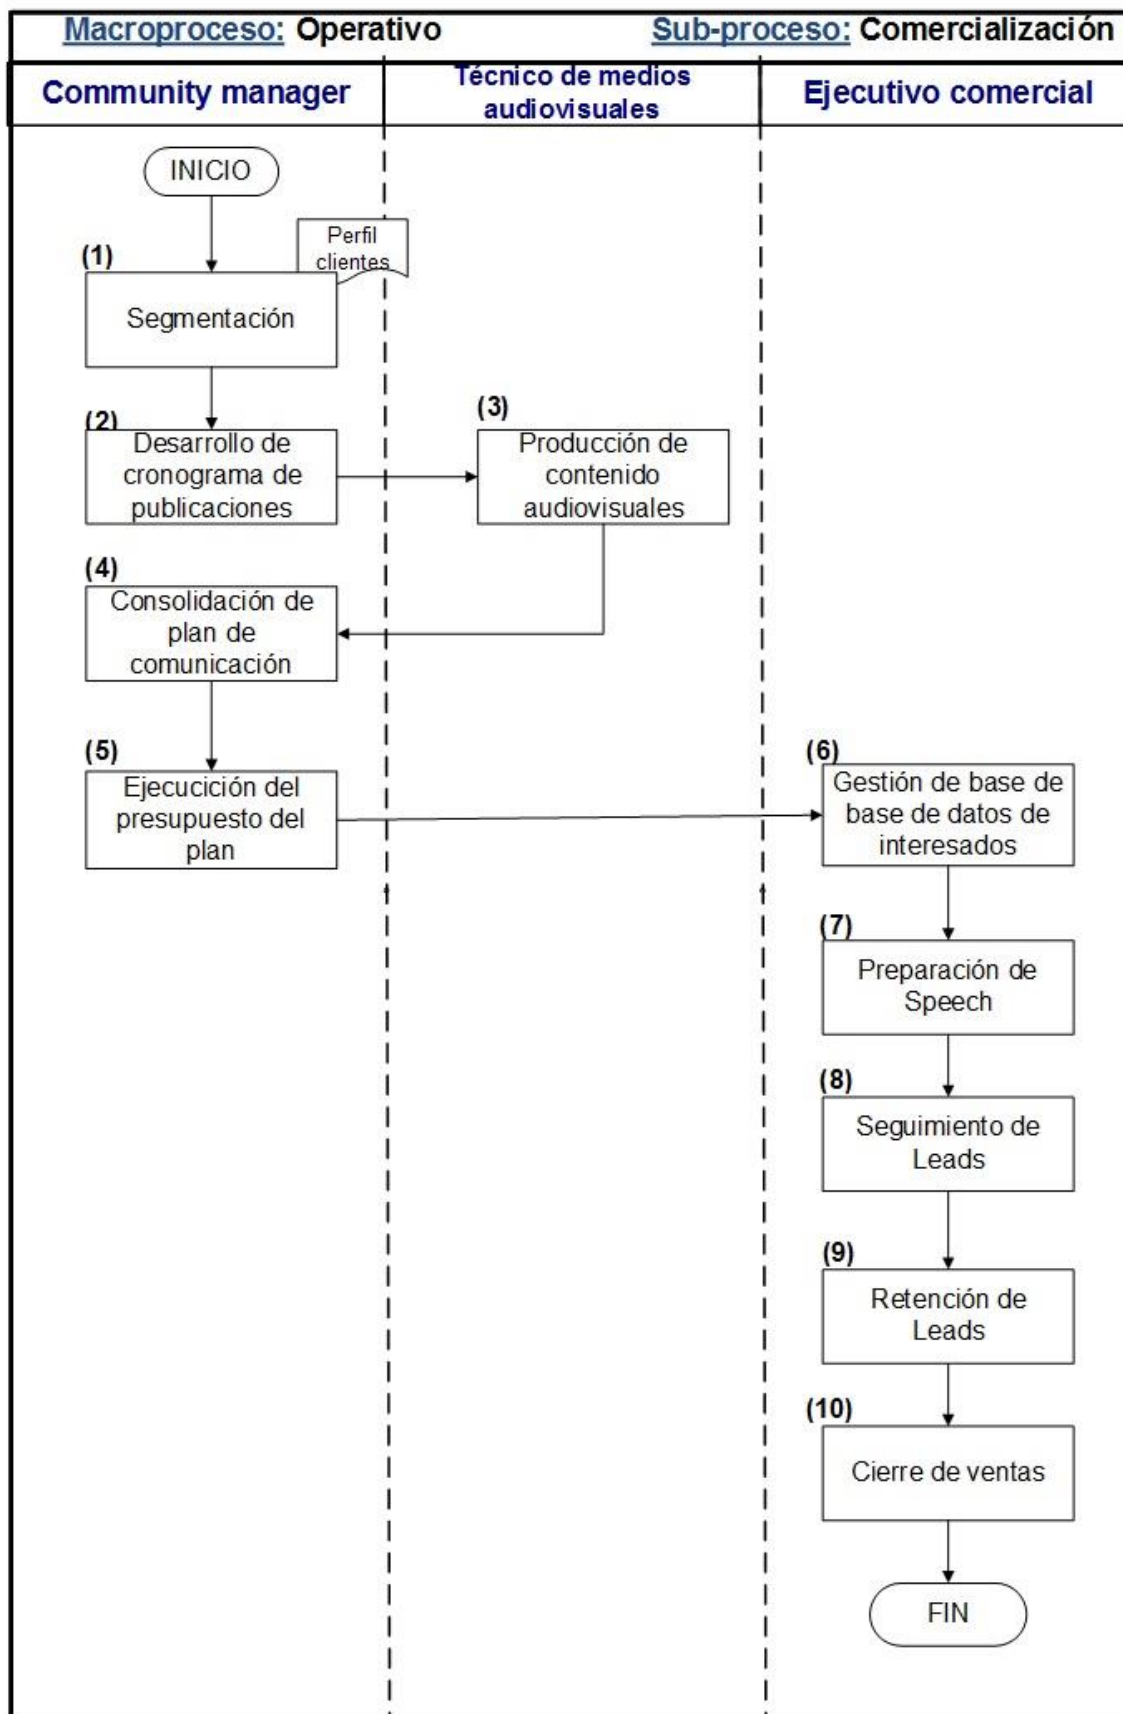 Macroproceso: Operativo Sub-proceso: Comercialización
Community manager
Técnico de medios
audiovisuales
Ejecutivo comercial
INICIO
Perfil
clientes
(1)
Segmentación
(2)
Desarrollo de
cronograma de
publicaciones
(3)
Producción de
contenido
audiovisuales
(4)
Consolidación de
plan de
comunicación
(5)
Ejecucición del
presupuesto del
plan
(6)
Gestión de base de
base de datos de
interesados
(7)
Preparación de
Speech
(8)
Seguimiento de
Leads
(9)
Retención de
Leads
(10)
Cierre de ventas
FIN